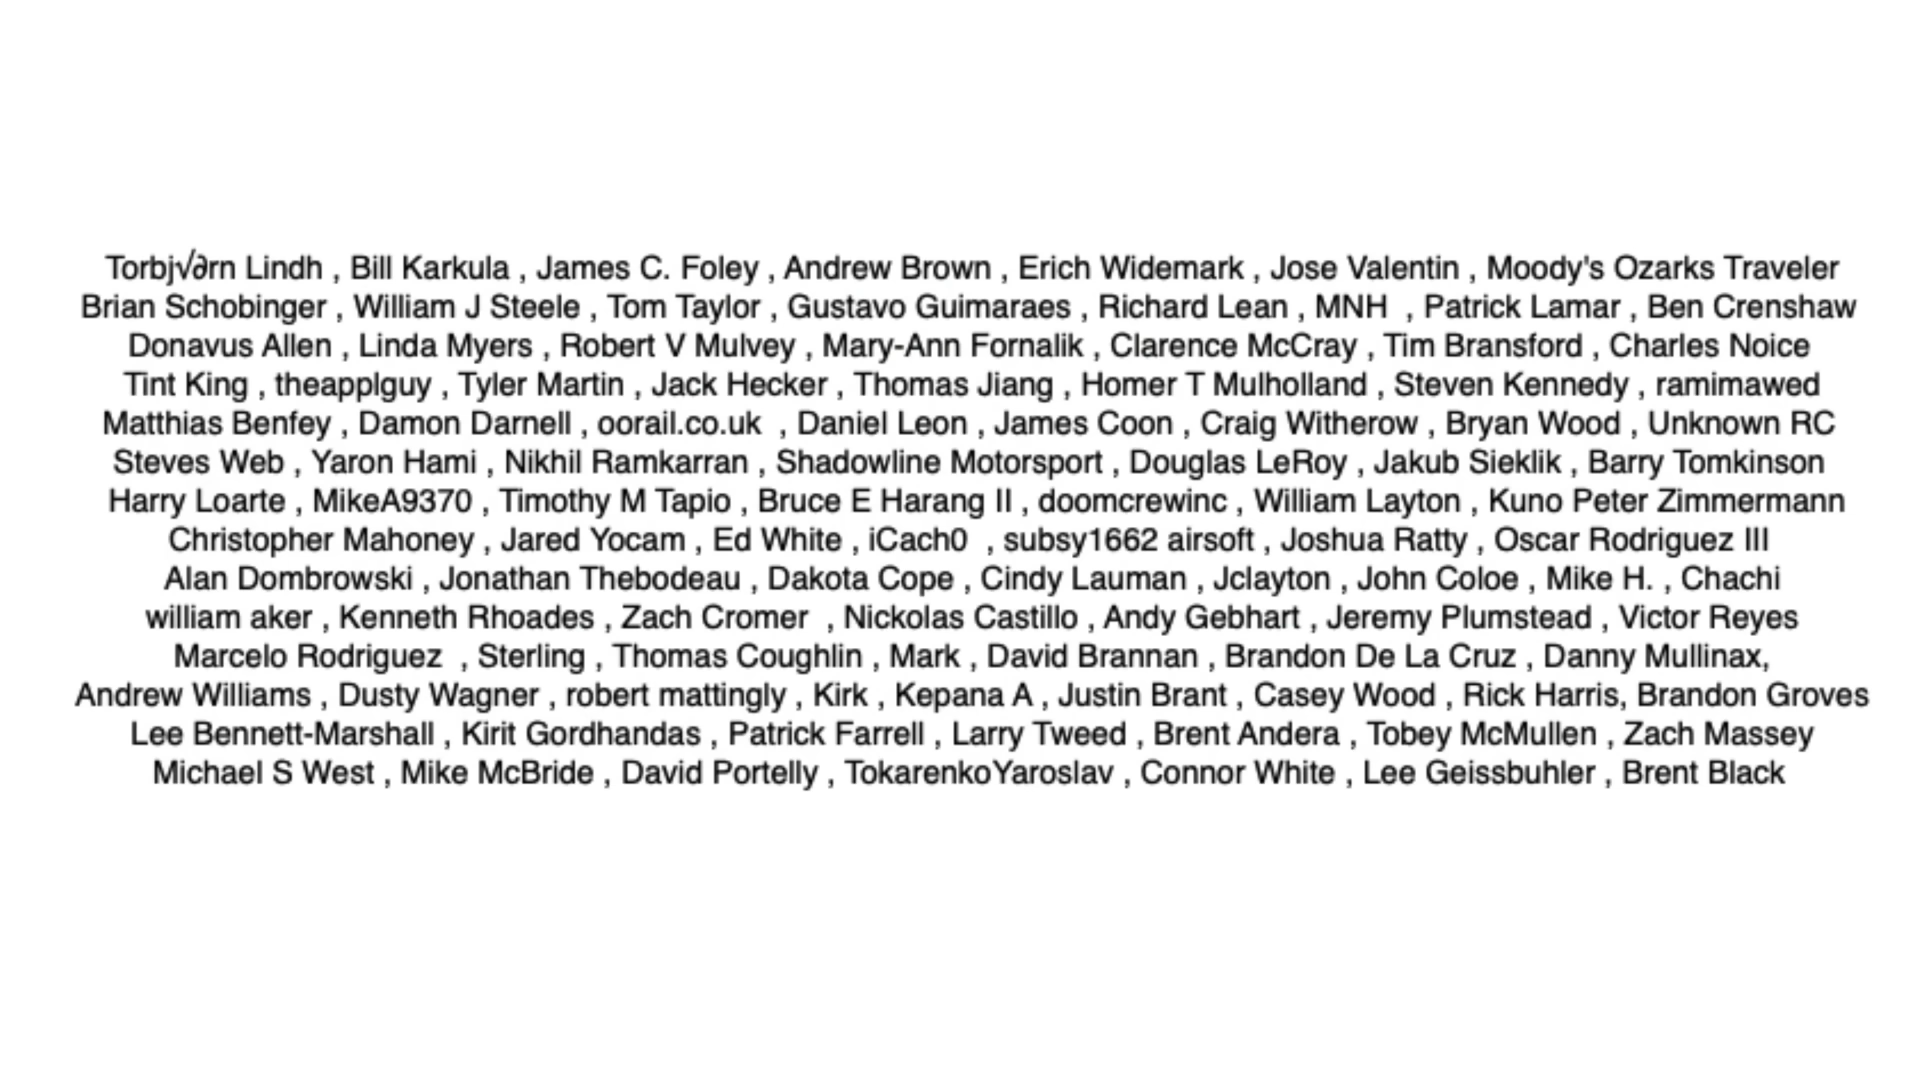 Torbj√∂rn Lindh , Bill Karkula , James C. Foley , Andrew Brown , Erich Widemark , Jose Valentin , Moody's Ozarks Traveler
Brian Schobinger , William J Steele , Tom Taylor , Gustavo Guimaraes , Richard Lean , MNH  , Patrick Lamar , Ben Crenshaw
Donavus Allen , Linda Myers , Robert V Mulvey , Mary-Ann Fornalik , Clarence McCray , Tim Bransford , Charles Noice
Tint King , theapplguy , Tyler Martin , Jack Hecker , Thomas Jiang , Homer T Mulholland , Steven Kennedy , ramimawed
Matthias Benfey , Damon Darnell , oorail.co.uk  , Daniel Leon , James Coon , Craig Witherow , Bryan Wood , Unknown RC
Steves Web , Yaron Hami , Nikhil Ramkarran , Shadowline Motorsport , Douglas LeRoy , Jakub Sieklik , Barry Tomkinson
Harry Loarte , MikeA9370 , Timothy M Tapio , Bruce E Harang II , doomcrewinc , William Layton , Kuno Peter Zimmermann
Christopher Mahoney , Jared Yocam , Ed White , iCach0  , subsy1662 airsoft , Joshua Ratty , Oscar Rodriguez III
Alan Dombrowski , Jonathan Thebodeau , Dakota Cope , Cindy Lauman , Jclayton , John Coloe , Mike H. , Chachi
william aker , Kenneth Rhoades , Zach Cromer  , Nickolas Castillo , Andy Gebhart , Jeremy Plumstead , Victor Reyes
Marcelo Rodriguez  , Sterling , Thomas Coughlin , Mark , David Brannan , Brandon De La Cruz , Danny Mullinax,
Andrew Williams , Dusty Wagner , robert mattingly , Kirk , Kepana A , Justin Brant , Casey Wood , Rick Harris, Brandon Groves
Lee Bennett-Marshall , Kirit Gordhandas , Patrick Farrell , Larry Tweed , Brent Andera , Tobey McMullen , Zach Massey
Michael S West , Mike McBride , David Portelly , TokarenkoYaroslav , Connor White , Lee Geissbuhler , Brent Black